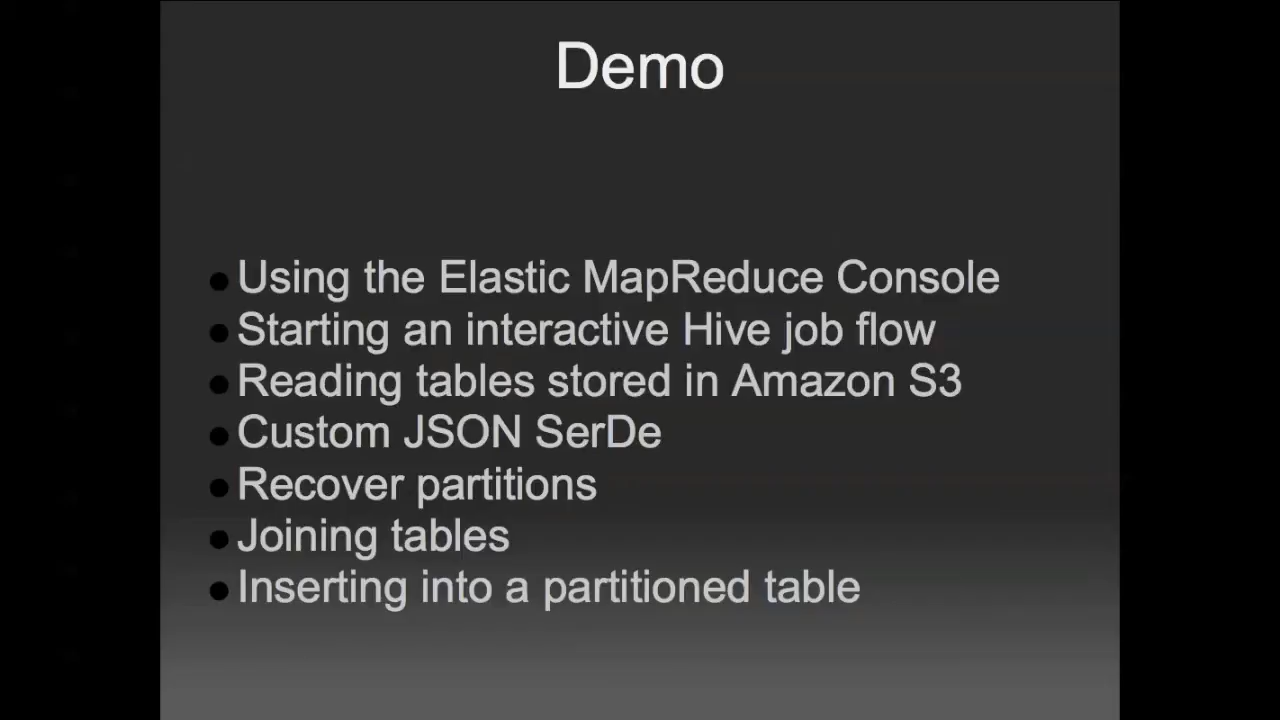 Demo
● Using the Elastic MapReduce Console
● Starting an interactive Hive job flow
● Reading tables stored in Amazon S3
● Custom JSON SerDe
● Recover partitions
● Joining tables
● Inserting into a partitioned table